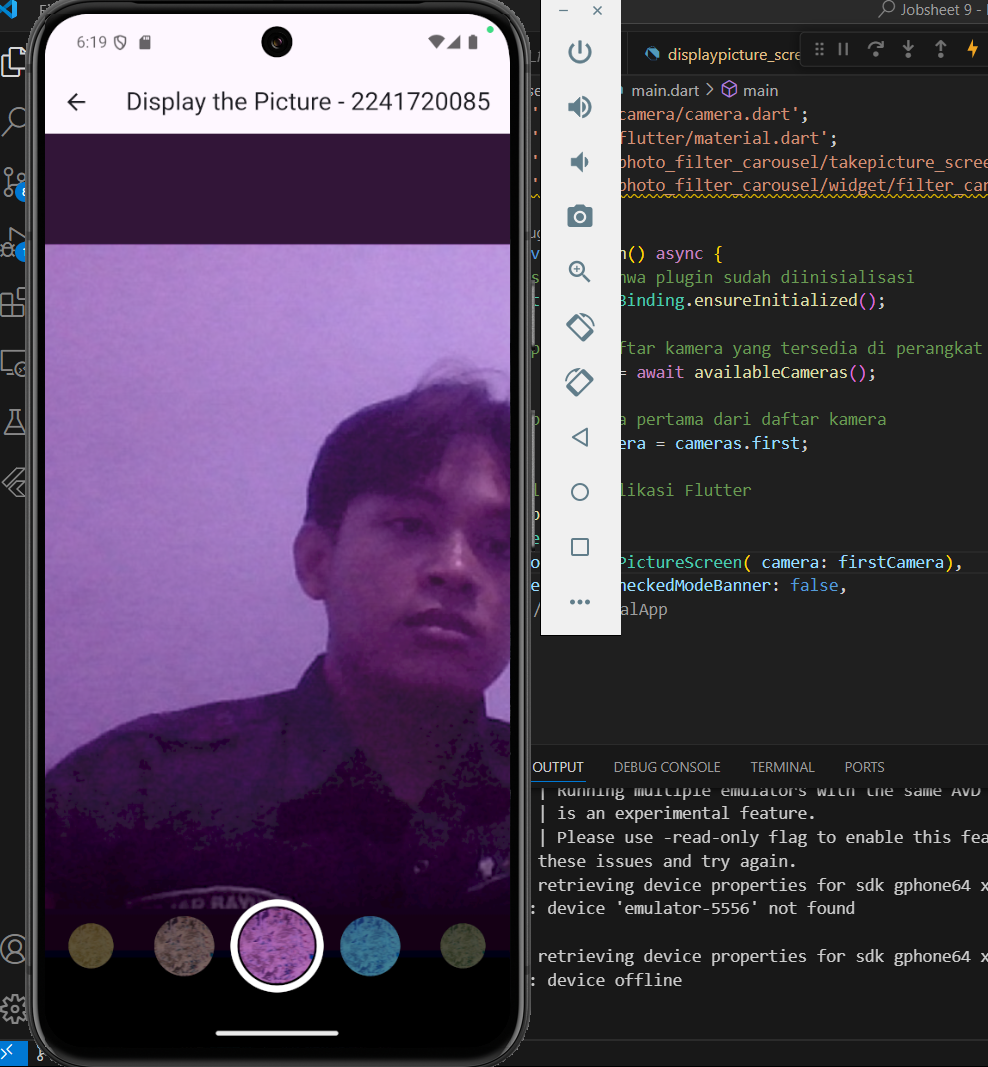 6:19
Display the Picture - 2241720085
Jobsheet 9 -
displaypicture_scre
main.dart > main
camera/camera.dart';
flutter/material.dart';
photo_filter_carousel/takepicture_scree
photo_filter_carousel/widget/filter_car
() async {
wa plugin sudah diinisialisasi
Binding.ensureInitialized();
ftar kamera yang tersedia di perangkat
= await availableCameras();
a pertama dari daftar kamera
era = cameras.first;
likasi Flutter
PictureScreen( camera: firstCamera),
heckedModeBanner: false,
alApp
OUTPUT DEBUG CONSOLE TERMINAL PORTS
| Running multiple emulators with the same AVD
| is an experimental feature.
| Please use -read-only flag to enable this fea
these issues and try again.
retrieving device properties for sdk gphone64 x
: device 'emulator-5556' not found
retrieving device properties for sdk gphone64 x
: device offline